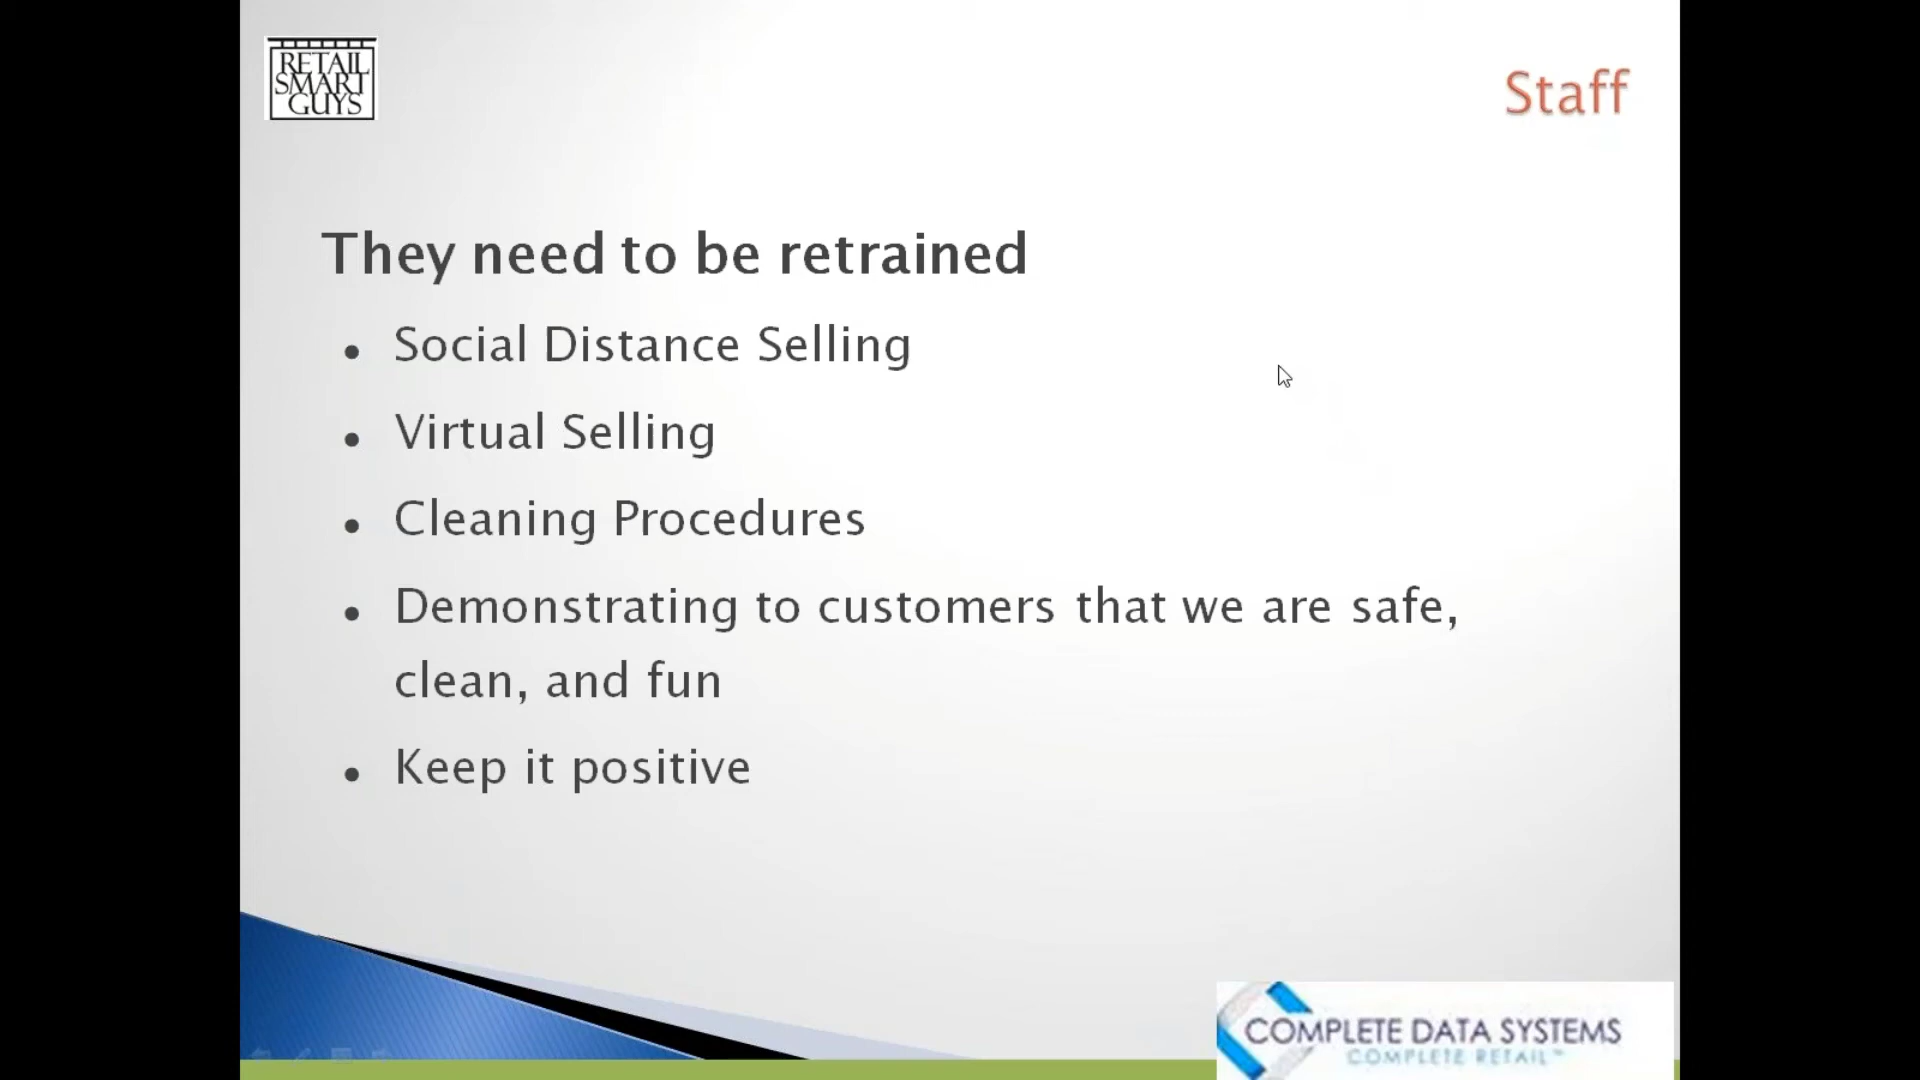 RETAIL
SMART
GUYS
Staff
They need to be retrained
• Social Distance Selling
• Virtual Selling
• Cleaning Procedures
• Demonstrating to customers that we are safe,
clean, and fun
• Keep it positive
COMPLETE DATA SYSTEMS
COMPLETE RETAIL™